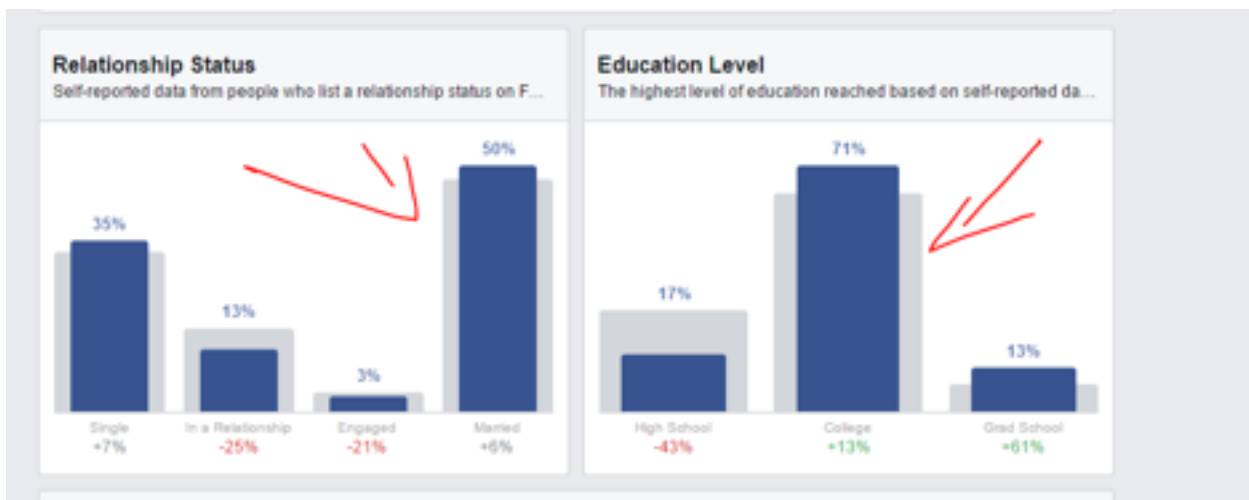 Relationship Status
Self-reported data from people who list a relationship status on F...
50%
35%
13%
3%
Single
In a Relationship
Engaged
Married
+7%
-25%
-21%
+6%
Education Level
The highest level of education reached based on self-reported da...
71%
17%
13%
High School
College
Grad School
-43%
+13%
+61%